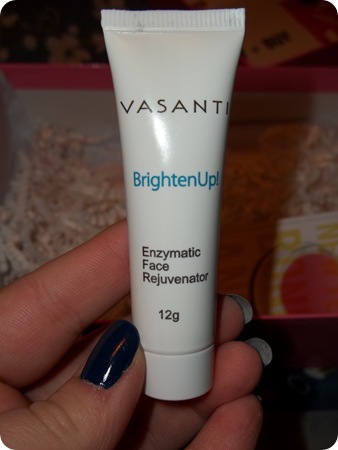 VASANTI
BrightenUp!
Enzymatic
Face
Rejuvenator
12g